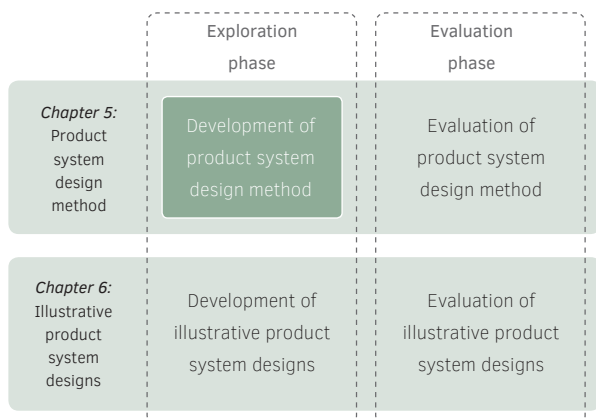 Exploration
phase
Evaluation
phase
Chapter 5:
Product
system
design
method
Development of
product system
design method
Evaluation of
product system
design method
Chapter 6:
Illustrative
product
system
designs
Development of
illustrative product
system designs
Evaluation of
illustrative product
system designs